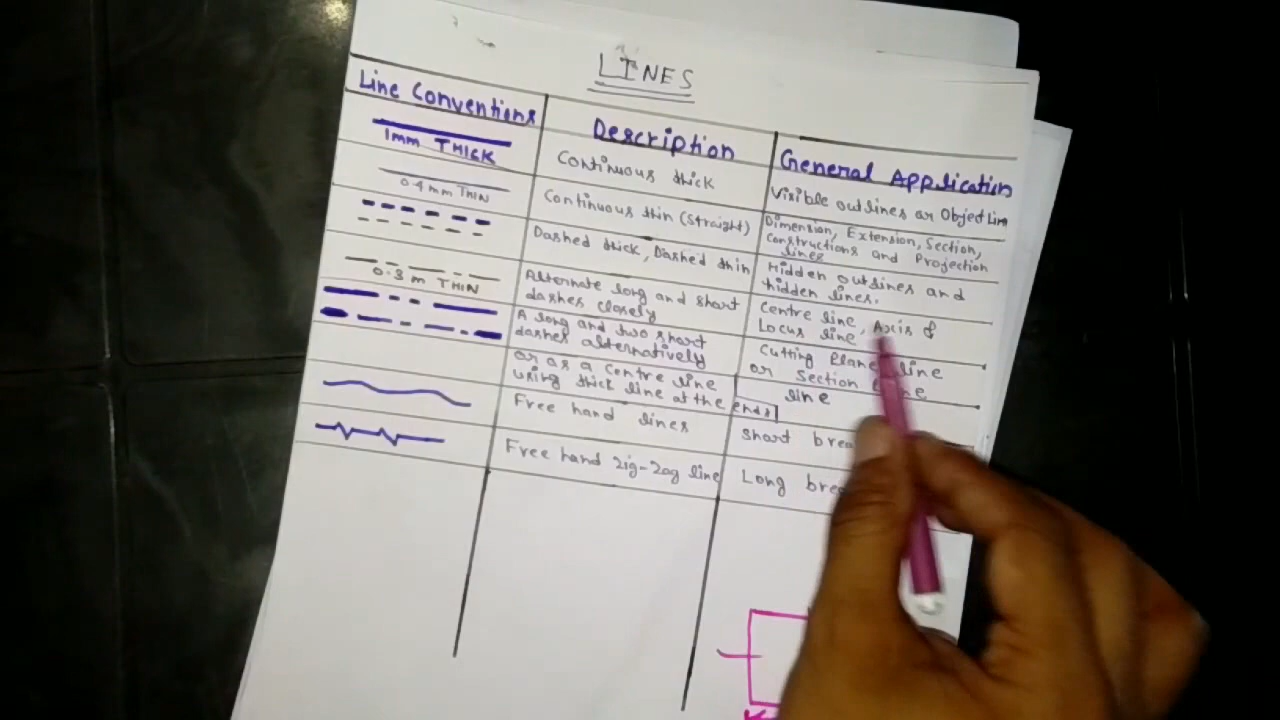 LINES
Line Conventions
Description
General Application
1mm THICK
Continuous thick
Visible outlines or Object Line
0.4 mm THIN
Continuous thin (straight)
Dimension, Extension, Section,
Constructions and Projection
lines
Dashed thick, Dashed thin
Hidden outlines and
hidden lines.
0.3 m THIN
Alternate long and short
dashes closely
Centre line, Axis &
Locus line
A long and two short
dashes alternatively
or as a centre line
using thick line at the ends
Cutting Plane line
or Section
line
Free hand lines
Short
Free hand zig-zag line
Long